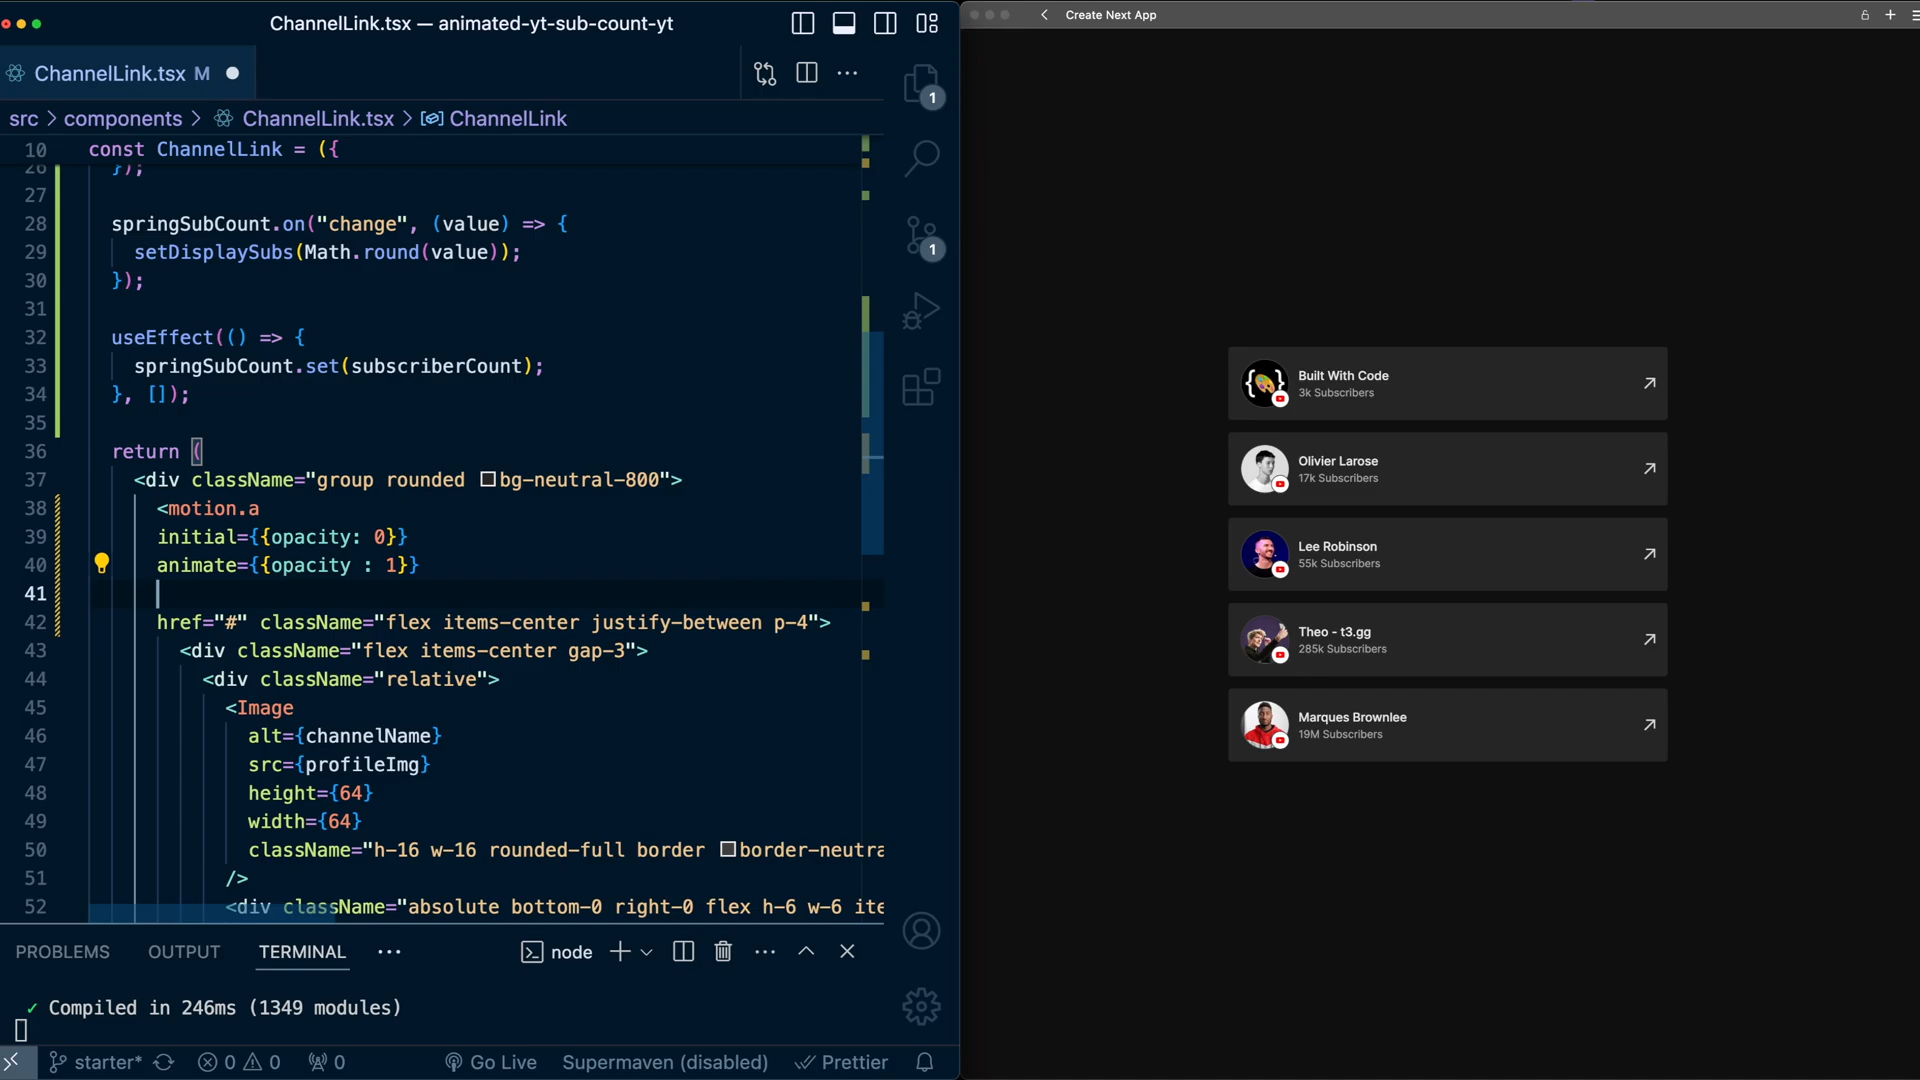 ChannelLink.tsx — animated-yt-sub-count-yt
ChannelLink.tsx M
src > components > ChannelLink.tsx > ChannelLink
10 const ChannelLink = ({
26 });
27
28 springSubCount.on("change", (value) => {
29 setDisplaySubs(Math.round(value));
30 });
31
32 useEffect(() => {
33 springSubCount.set(subscriberCount);
34 }, []);
35
36 return (
37 <div className="group rounded bg-neutral-800">
38 <motion.a
39 initial={{opacity: 0}}
40 animate={{opacity : 1}}
41
42 href="#" className="flex items-center justify-between p-4">
43 <div className="flex items-center gap-3">
44 <div className="relative">
45 <Image
46 alt={channelName}
47 src={profileImg}
48 height={64}
49 width={64}
50 className="h-16 w-16 rounded-full border border-neutra
51 />
52 <div className="absolute bottom-0 right-0 flex h-6 w-6 ite
1
1
PROBLEMS OUTPUT TERMINAL ··· node
✓ Compiled in 246ms (1349 modules)
starter* 0 0 0 Go Live Supermaven (disabled) Prettier
Create Next App
Built With Code
3k Subscribers
Olivier Larose
17k Subscribers
Lee Robinson
55k Subscribers
Theo - t3.gg
285k Subscribers
Marques Brownlee
19M Subscribers